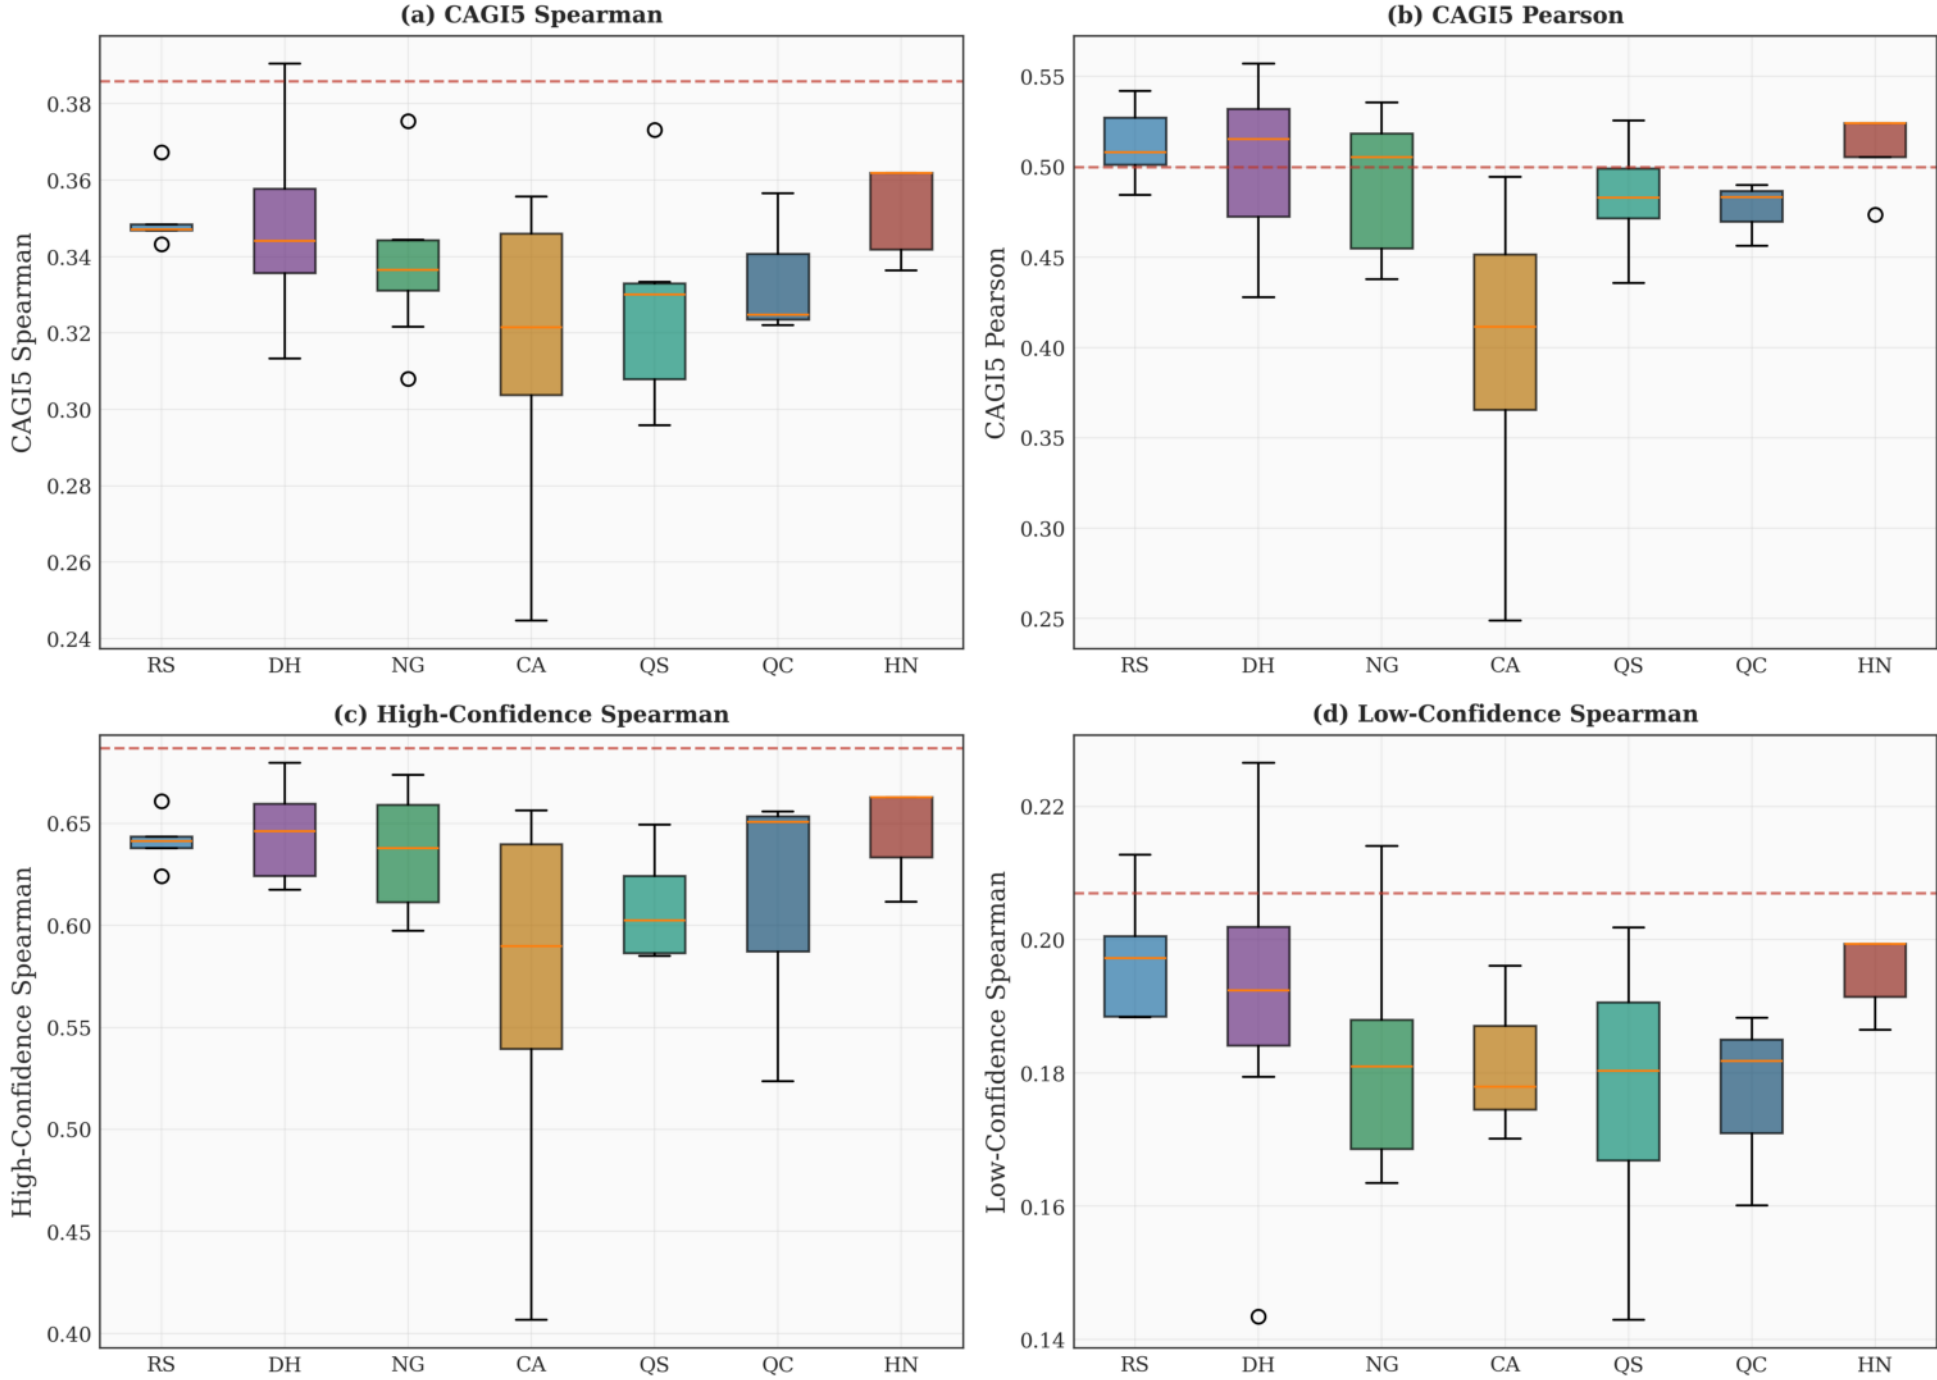 (a) CAGI5 Spearman
CAGI5 Spearman
0.38
0.36
0.34
0.32
0.30
0.28
0.26
0.24
RS DH NG CA QS QC HN
(b) CAGI5 Pearson
CAGI5 Pearson
0.55
0.50
0.45
0.40
0.35
0.30
0.25
RS DH NG CA QS QC HN
(c) High-Confidence Spearman
High-Confidence Spearman
0.65
0.60
0.55
0.50
0.45
0.40
RS DH NG CA QS QC HN
(d) Low-Confidence Spearman
Low-Confidence Spearman
0.22
0.20
0.18
0.16
0.14
RS DH NG CA QS QC HN